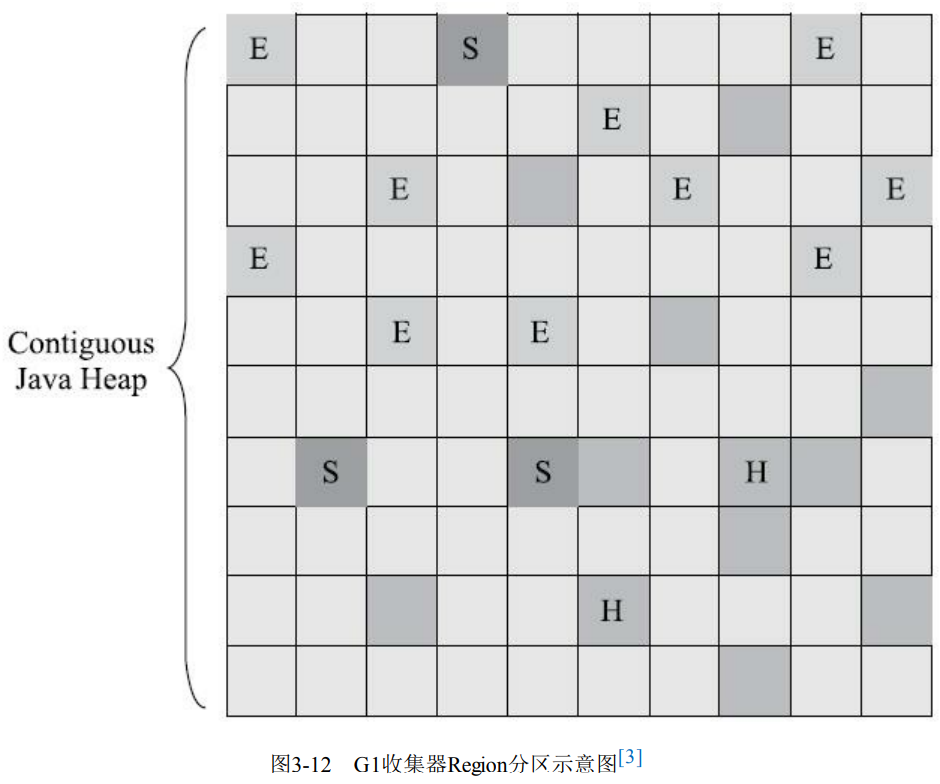 E S E
E
E E E
E E
Contiguous
Java Heap
E E
S S H
H
图3-12 G1收集器Region分区示意图[3]